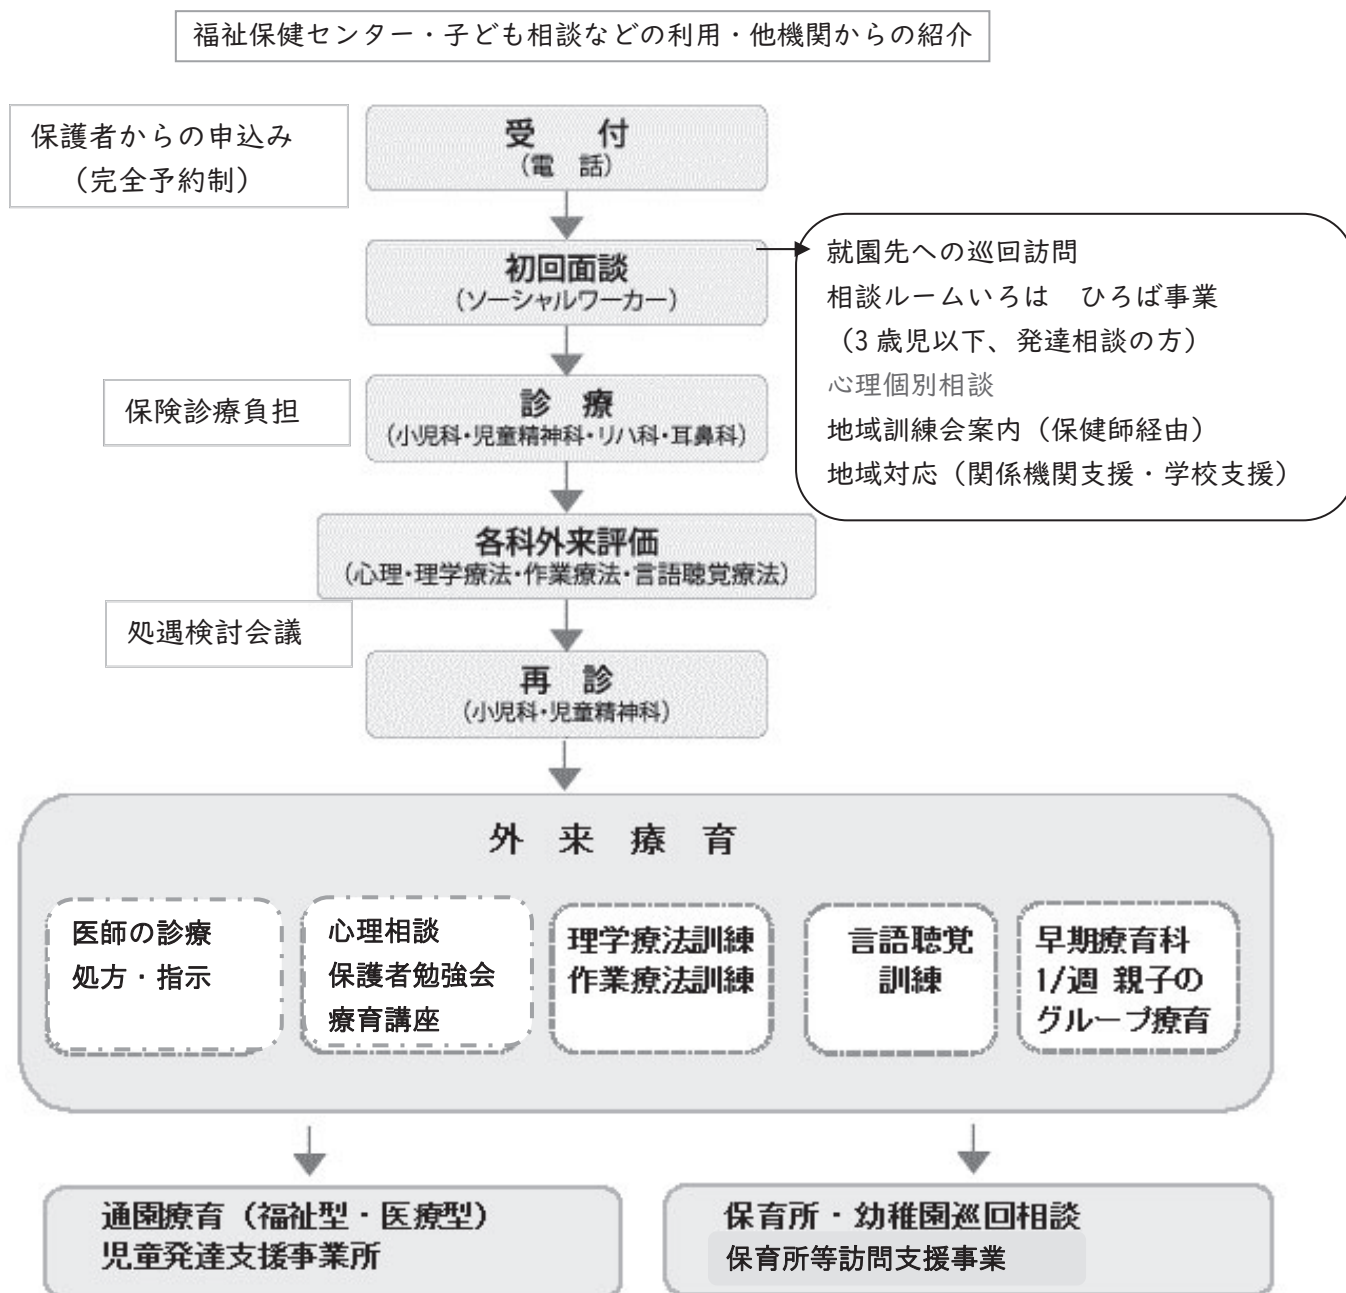 福祉保健センター・子ども相談などの利用・他機関からの紹介
保護者からの申込み
（完全予約制）
受　付
（電　話）
初回面談
（ソーシャルワーカー）
就園先への巡回訪問
相談ルームいろは　ひろば事業
（3歳児以下、発達相談の方）
心理個別相談
地域訓練会案内（保健師経由）
地域対応（関係機関支援・学校支援）
保険診療負担
診　療
（小児科・児童精神科・リハ科・耳鼻科）
各科外来評価
（心理・理学療法・作業療法・言語聴覚療法）
処遇検討会議
再　診
（小児科・児童精神科）
外　来　療　育
医師の診療
処方・指示
心理相談
保護者勉強会
療育講座
理学療法訓練
作業療法訓練
言語聴覚
訓練
早期療育科
1/週 親子の
グループ療育
通園療育（福祉型・医療型）
児童発達支援事業所
保育所・幼稚園巡回相談
保育所等訪問支援事業